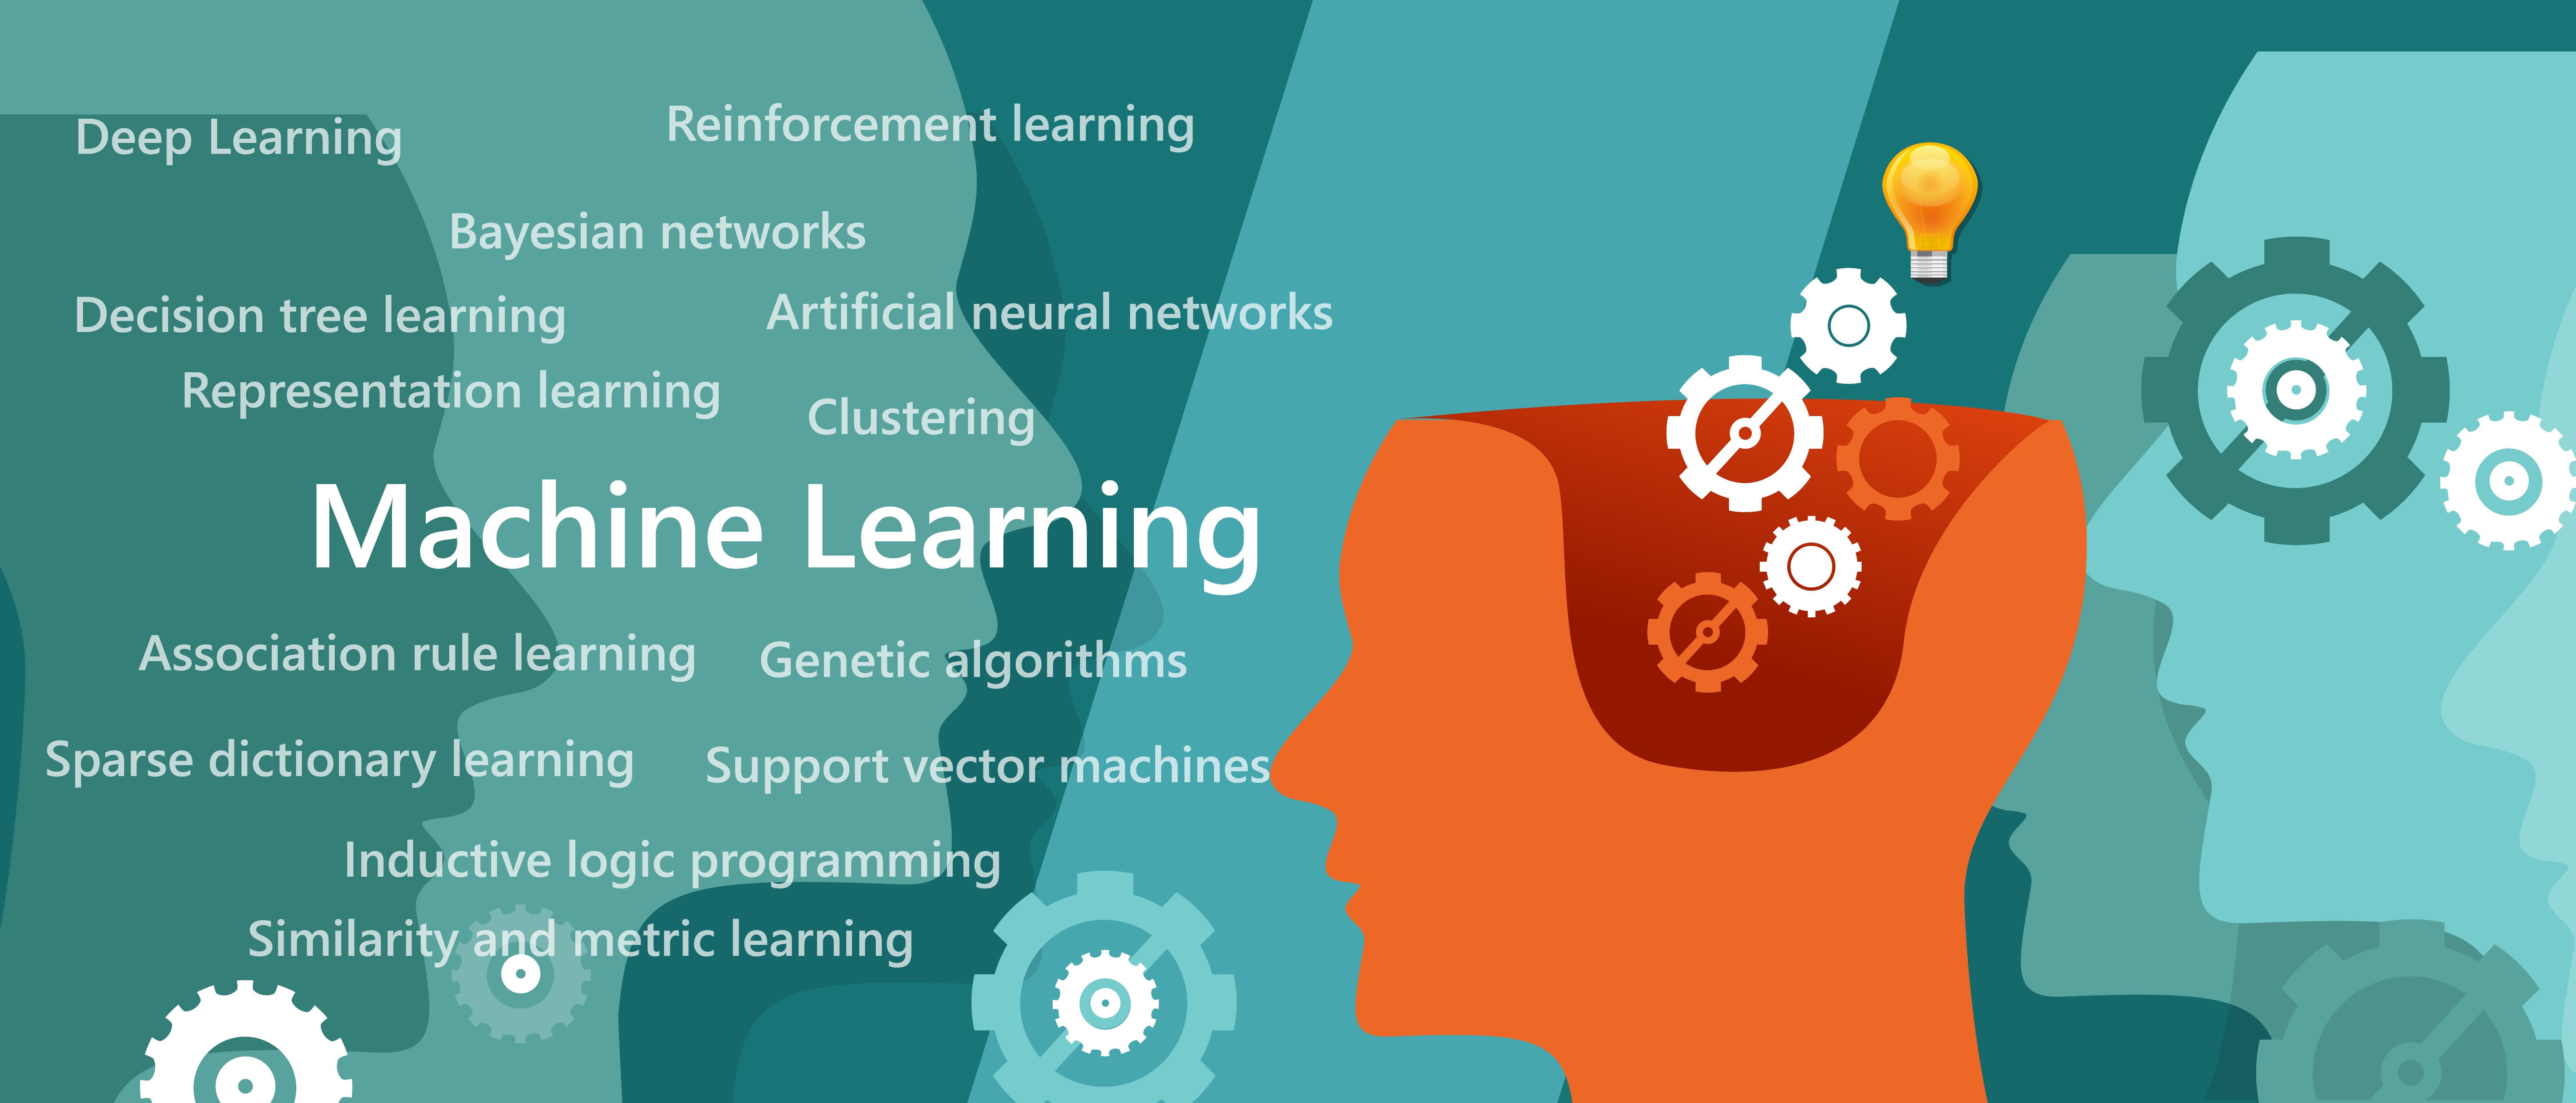 Deep Learning
Reinforcement learning
Bayesian networks
Decision tree learning
Artificial neural networks
Representation learning
Clustering
Machine Learning
Association rule learning
Genetic algorithms
Sparse dictionary learning
Support vector machines
Inductive logic programming
Similarity and metric learning